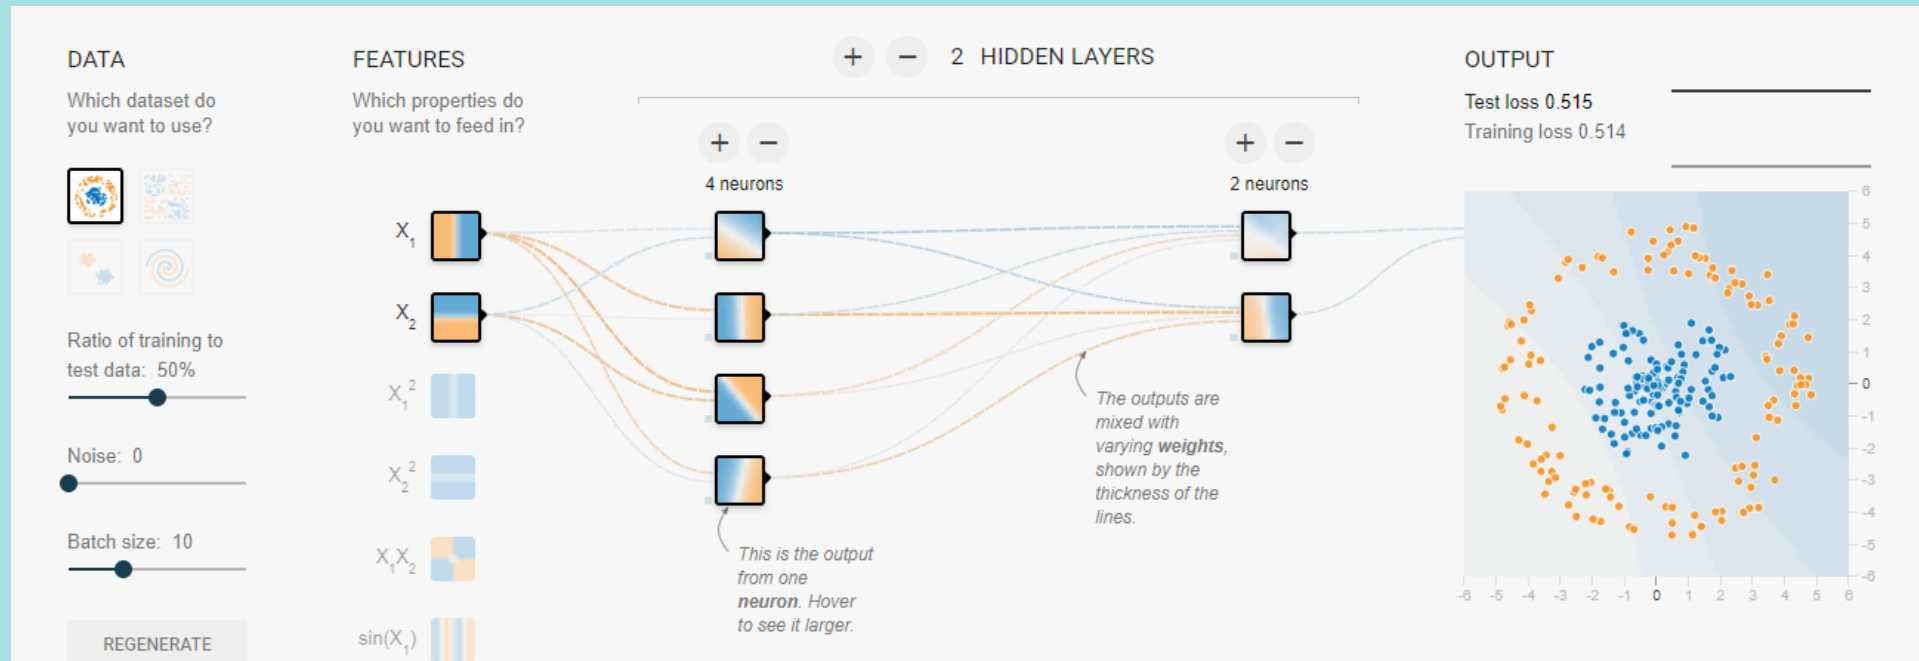 DATA
Which dataset do
you want to use?
Ratio of training to
test data: 50%
Noise: 0
Batch size: 10
REGENERATE
FEATURES
Which properties do
you want to feed in?
X1
X2
X1²
X2²
X1X2
sin(X1)
+ − 2 HIDDEN LAYERS
+ −
4 neurons
This is the output
from one
neuron. Hover
to see it larger.
+ −
2 neurons
The outputs are
mixed with
varying weights,
shown by the
thickness of the
lines.
OUTPUT
Test loss 0.515
Training loss 0.514
6
5
4
3
2
1
0
-1
-2
-3
-4
-5
-6
-6 -5 -4 -3 -2 -1 0 1 2 3 4 5 6